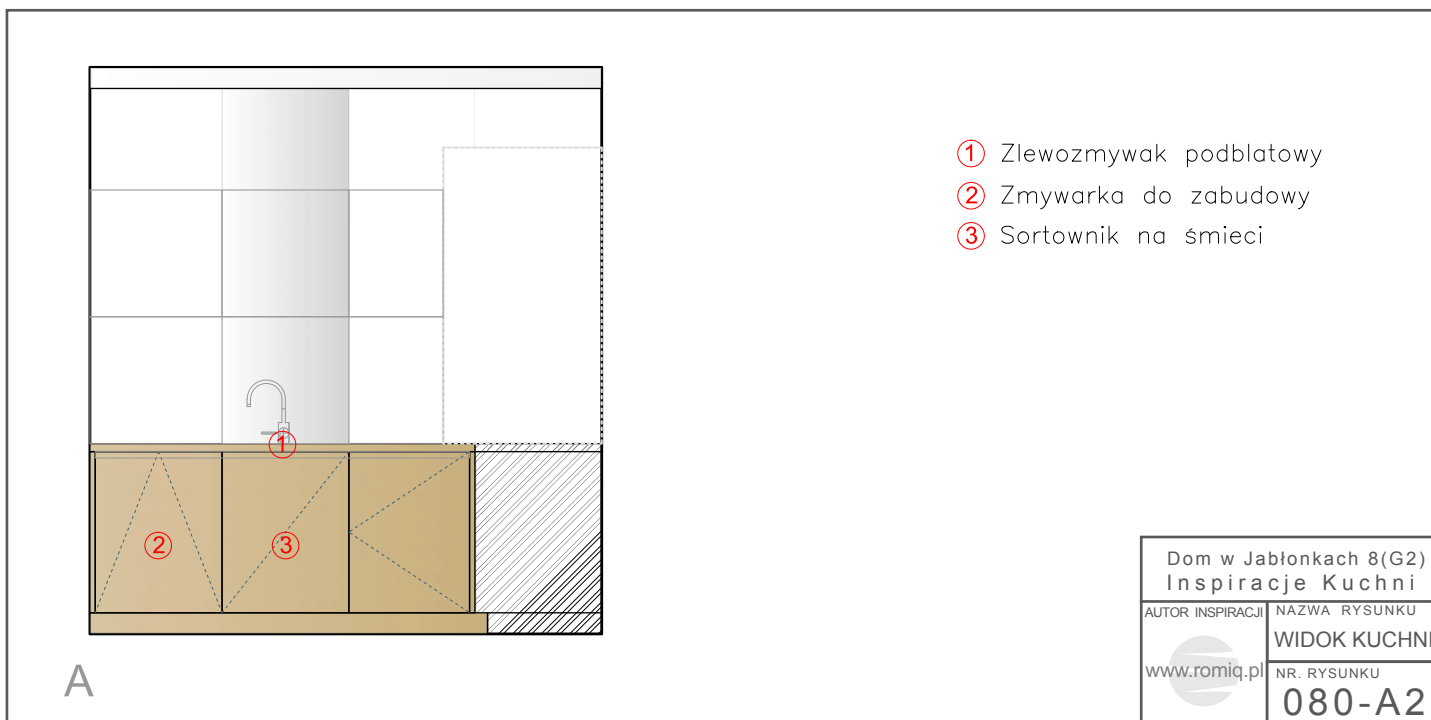 1 Zlewozmywak podblatowy
2 Zmywarka do zabudowy
3 Sortownik na śmieci
1
2
3
A
Dom w Jabłonkach 8(G2)
Inspiracje Kuchni
AUTOR INSPIRACJI
www.romiq.pl
NAZWA RYSUNKU
WIDOK KUCHNI
NR. RYSUNKU
080-A2